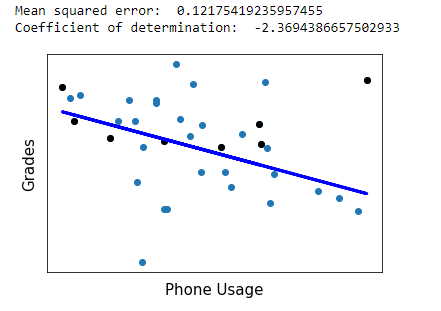 Mean squared error:  0.12175419235957455
Coefficient of determination:  -2.3694386657502933
Grades
Phone Usage